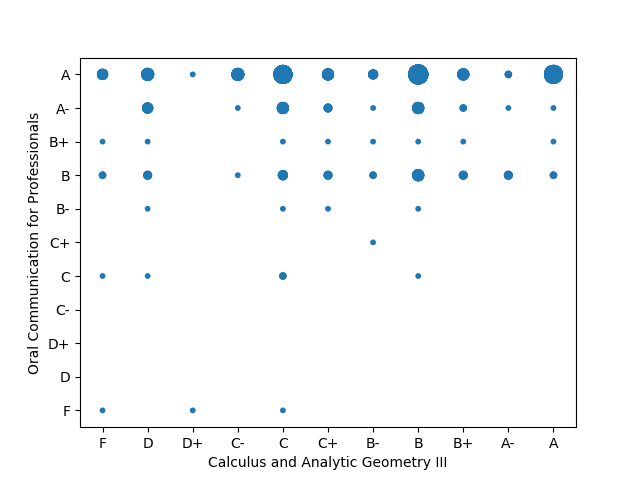 Oral Communication for Professionals
A
A-
B+
B
B-
C+
C
C-
D+
D
F
F D D+ C- C C+ B- B B+ A- A
Calculus and Analytic Geometry III